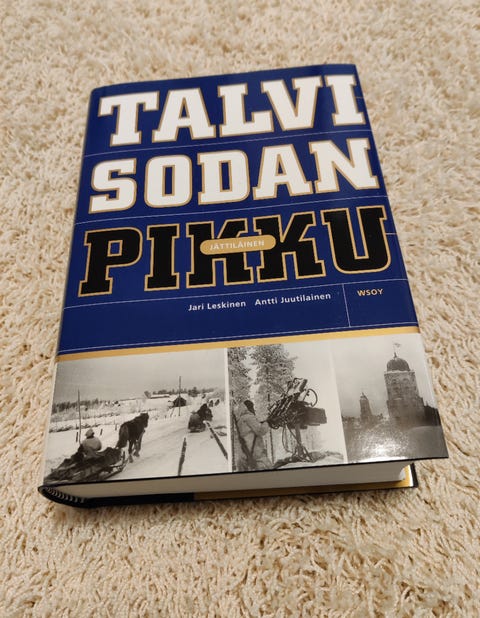 TALVI
SODAN
PIKKU
JÄTTILÄINEN
Jari Leskinen Antti Juutilainen
WSOY